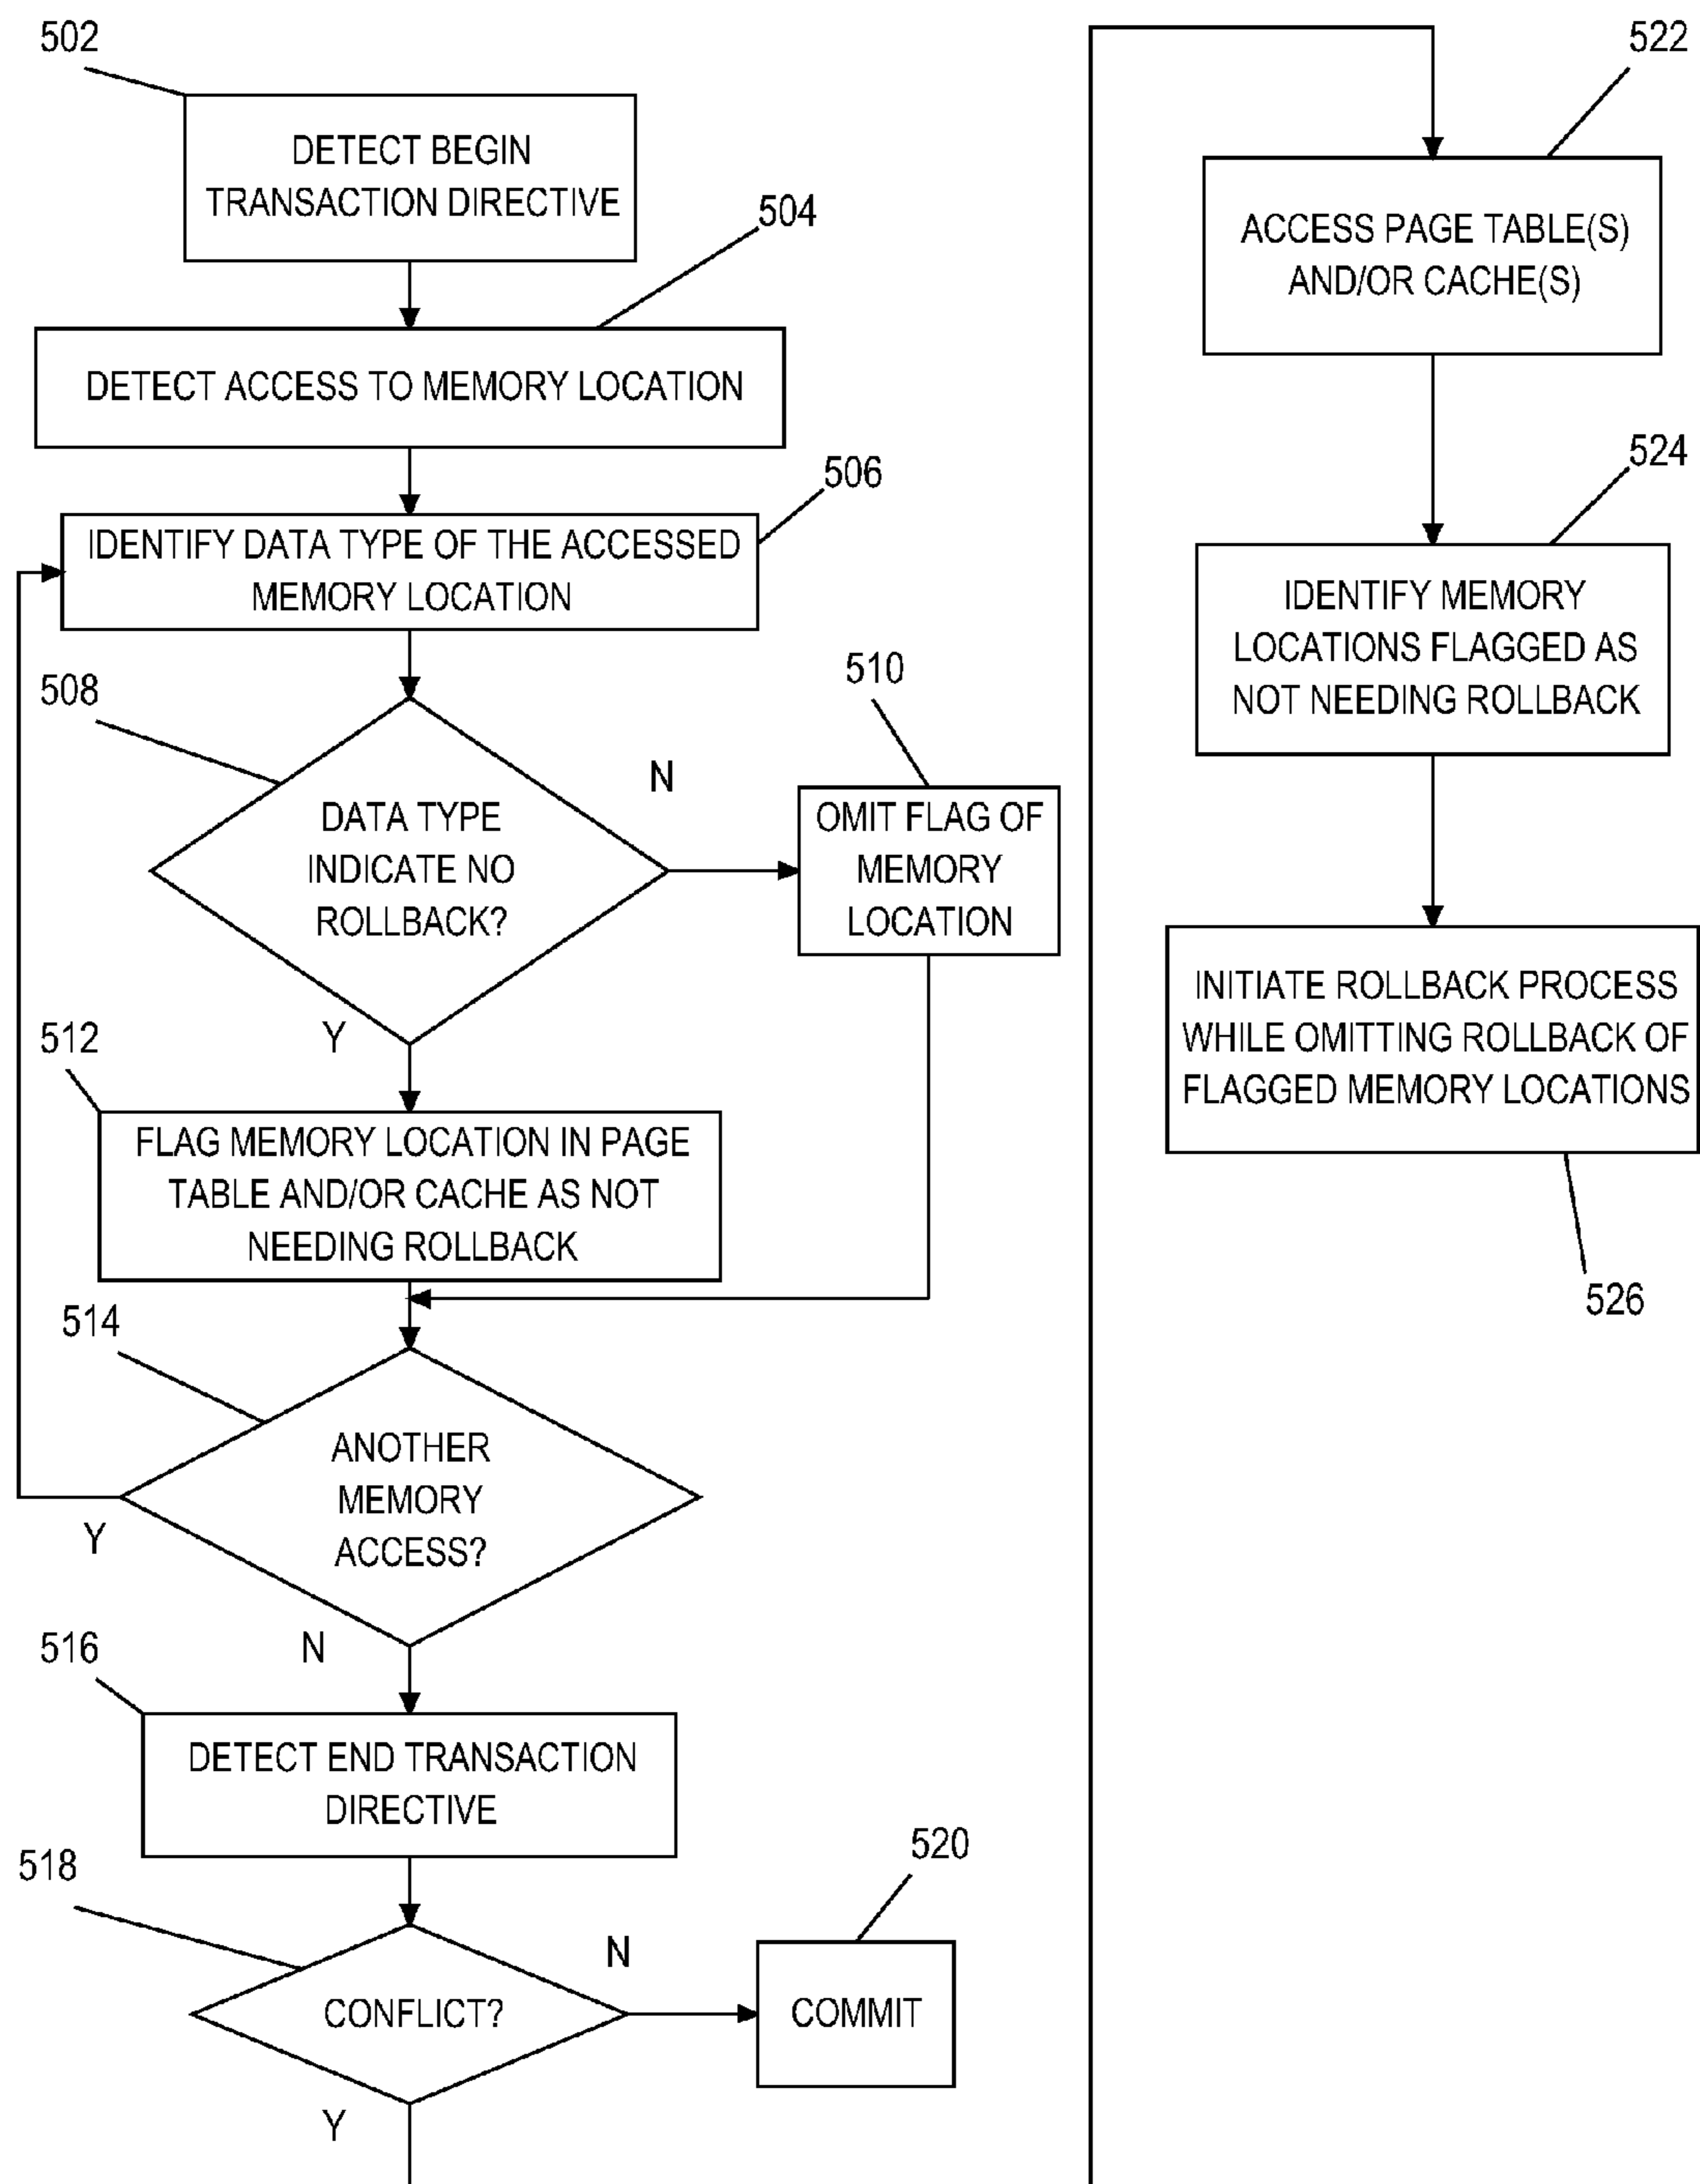 502
DETECT BEGIN
TRANSACTION DIRECTIVE
504
DETECT ACCESS TO MEMORY LOCATION
506
IDENTIFY DATA TYPE OF THE ACCESSED
MEMORY LOCATION
508
DATA TYPE
INDICATE NO
ROLLBACK?
N
510
OMIT FLAG OF
MEMORY
LOCATION
Y
512
FLAG MEMORY LOCATION IN PAGE
TABLE AND/OR CACHE AS NOT
NEEDING ROLLBACK
514
ANOTHER
MEMORY
ACCESS?
Y
N
516
DETECT END TRANSACTION
DIRECTIVE
518
CONFLICT?
N
520
COMMIT
Y
522
ACCESS PAGE TABLE(S)
AND/OR CACHE(S)
524
IDENTIFY MEMORY
LOCATIONS FLAGGED AS
NOT NEEDING ROLLBACK
INITIATE ROLLBACK PROCESS
WHILE OMITTING ROLLBACK OF
FLAGGED MEMORY LOCATIONS
526